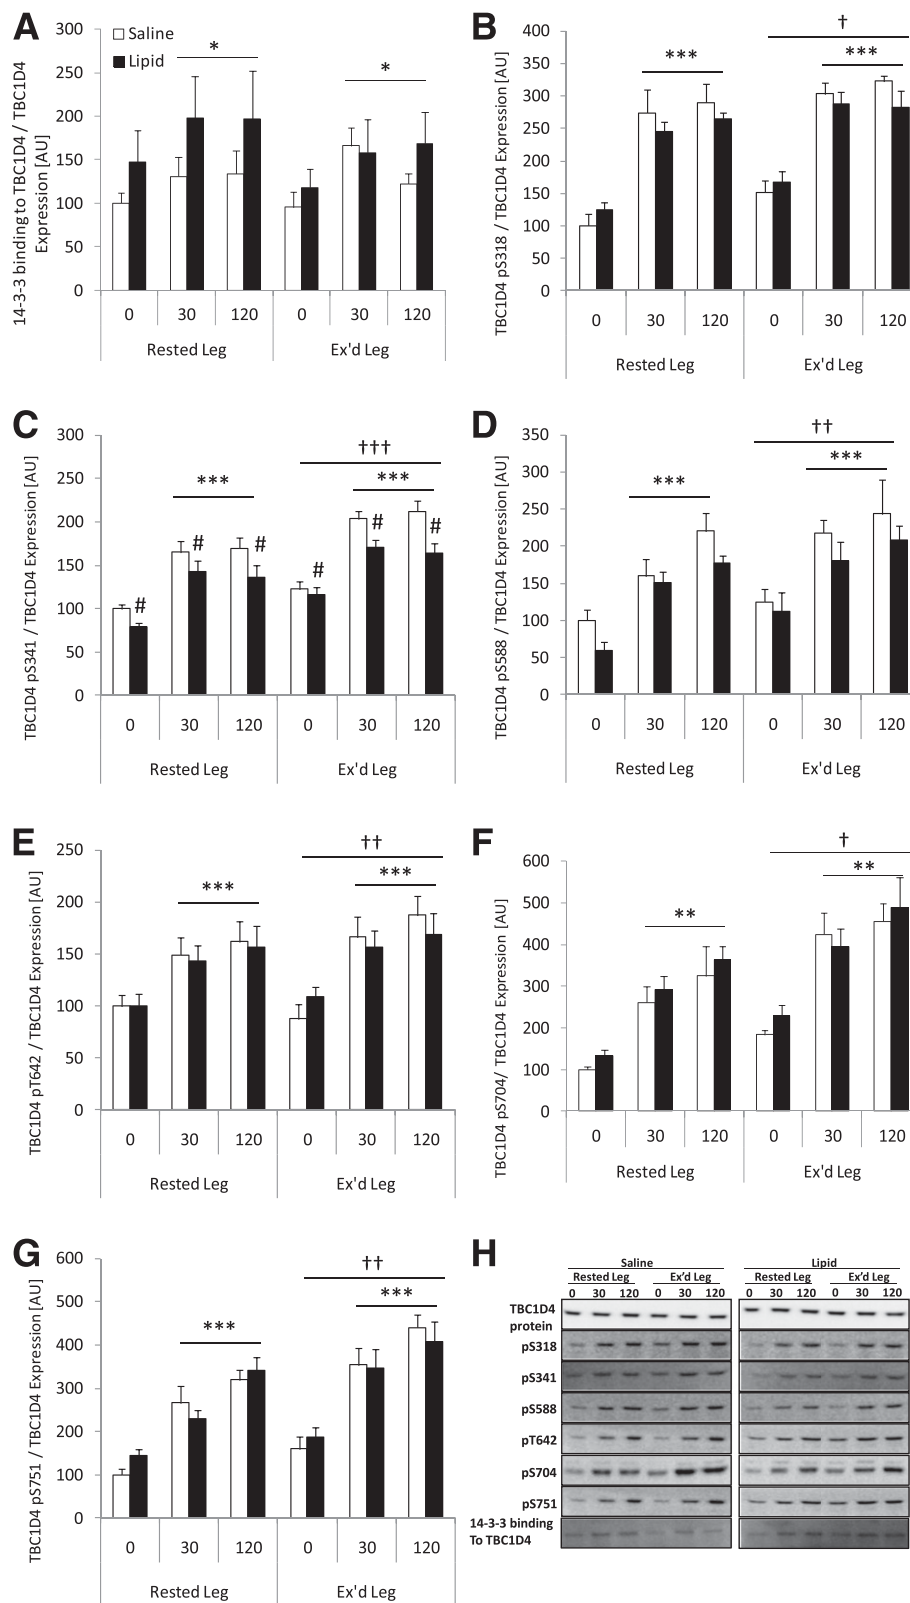 A
14-3-3 binding to TBC1D4 / TBC1D4
Expression [AU]
300
250
200
150
100
50
0
Saline
Lipid
*
*
0 30 120 0 30 120
Rested Leg Ex'd Leg
B
TBC1D4 pS318 / TBC1D4 Expression [AU]
400
350
300
250
200
150
100
50
0
†
***
***
0 30 120 0 30 120
Rested Leg Ex'd Leg
C
TBC1D4 pS341 / TBC1D4 Expression [AU]
300
250
200
150
100
50
0
†††
***
***
# # # # # #
0 30 120 0 30 120
Rested Leg Ex'd Leg
D
TBC1D4 pS588 / TBC1D4 Expression [AU]
350
300
250
200
150
100
50
0
††
***
***
0 30 120 0 30 120
Rested Leg Ex'd Leg
E
TBC1D4 pT642 / TBC1D4 Expression [AU]
250
200
150
100
50
0
††
***
***
0 30 120 0 30 120
Rested Leg Ex'd Leg
F
TBC1D4 pS704/ TBC1D4 Expression [AU]
600
500
400
300
200
100
0
†
**
**
0 30 120 0 30 120
Rested Leg Ex'd Leg
G
TBC1D4 pS751 / TBC1D4 Expression [AU]
600
500
400
300
200
100
0
††
***
***
0 30 120 0 30 120
Rested Leg Ex'd Leg
H
Saline Lipid
Rested Leg Ex'd Leg Rested Leg Ex'd Leg
0 30 120 0 30 120 0 30 120 0 30 120
TBC1D4
protein
pS318
pS341
pS588
pT642
pS704
pS751
14-3-3 binding
To TBC1D4